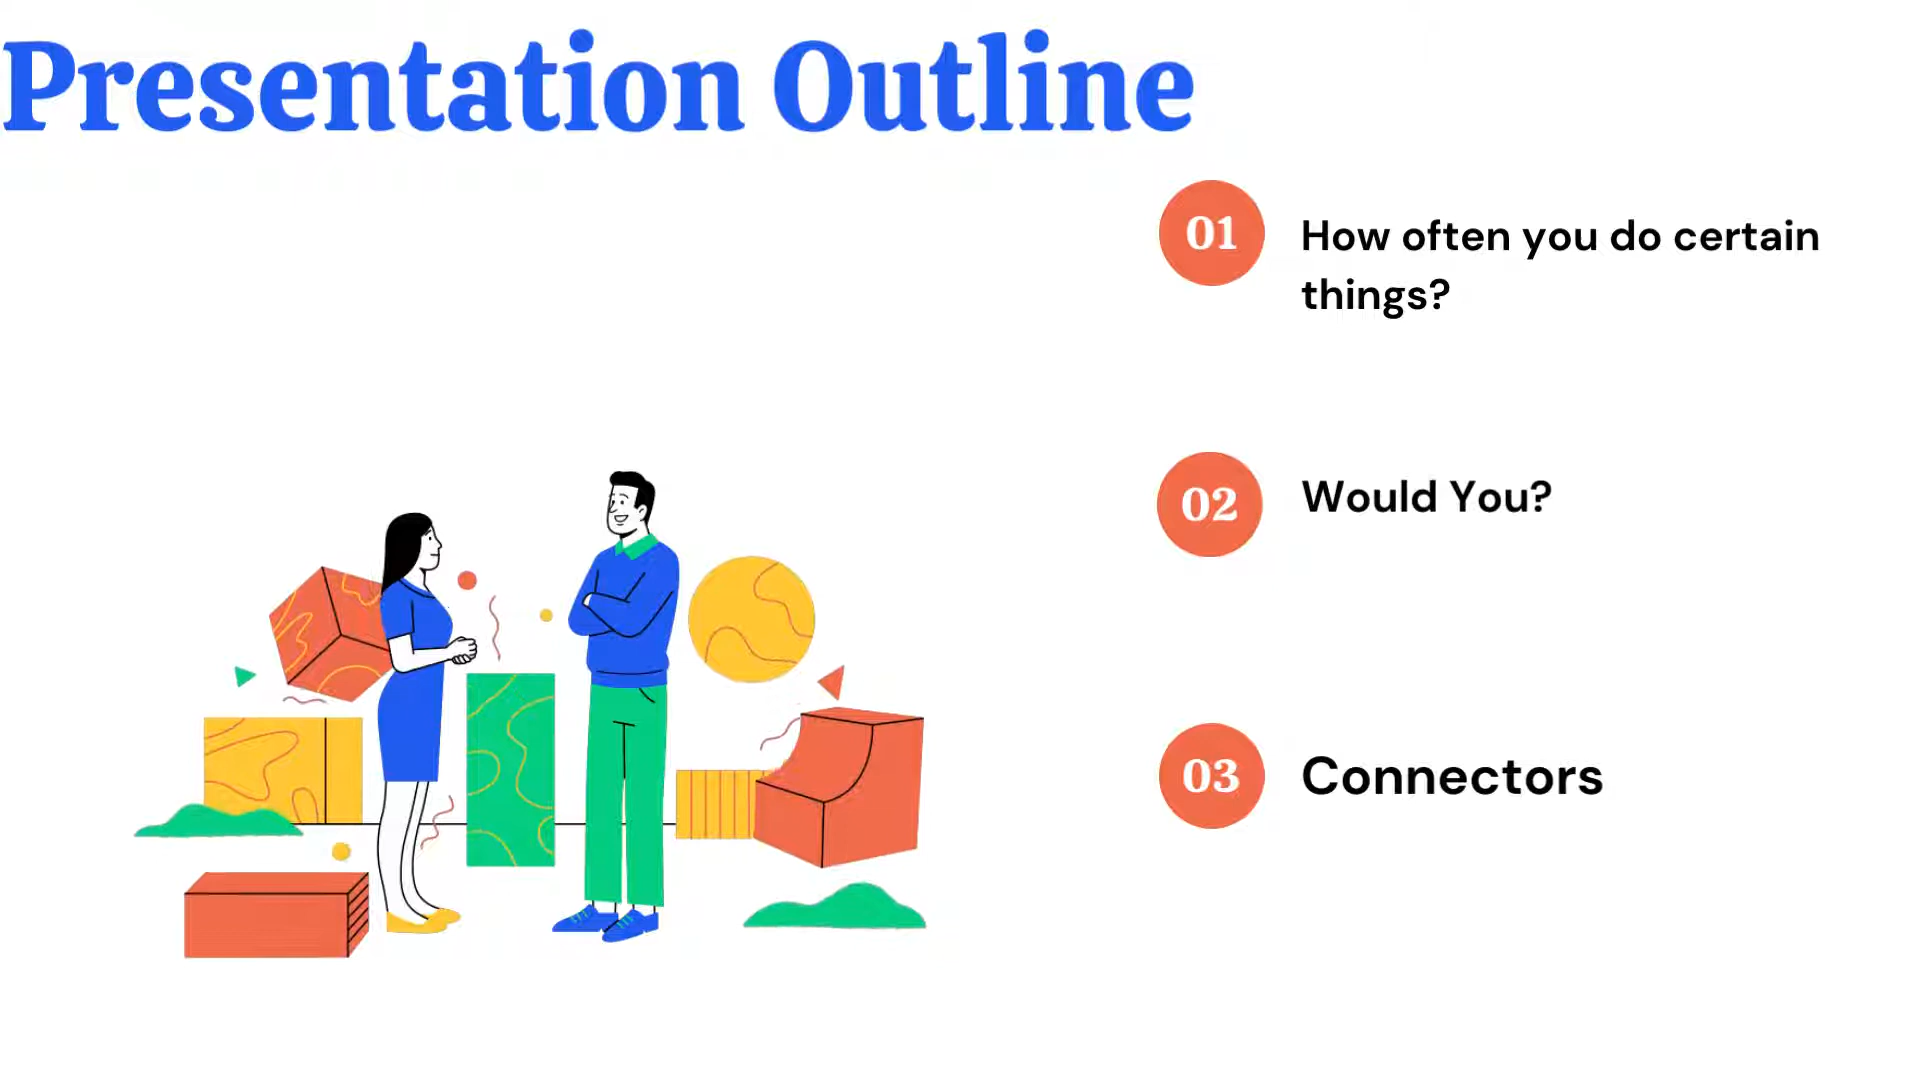 Presentation Outline
01
How often you do certain
things?
02
Would You?
03
Connectors